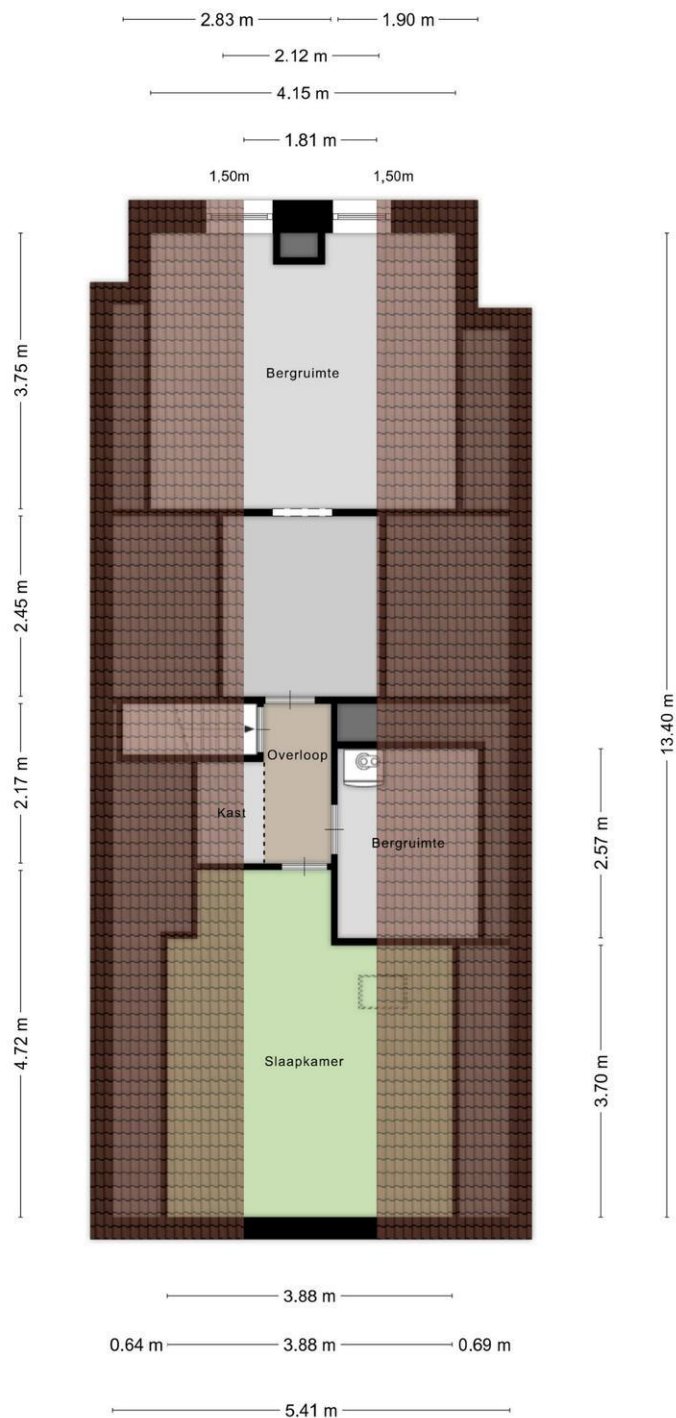 2.83 m 1.90 m
2.12 m
4.15 m
1.81 m
1,50m 1,50m
3.75 m
Bergruimte
2.45 m
13.40 m
2.17 m
Overloop
Kast
Bergruimte
2.57 m
4.72 m
Slaapkamer
3.70 m
3.88 m
0.64 m 3.88 m 0.69 m
5.41 m